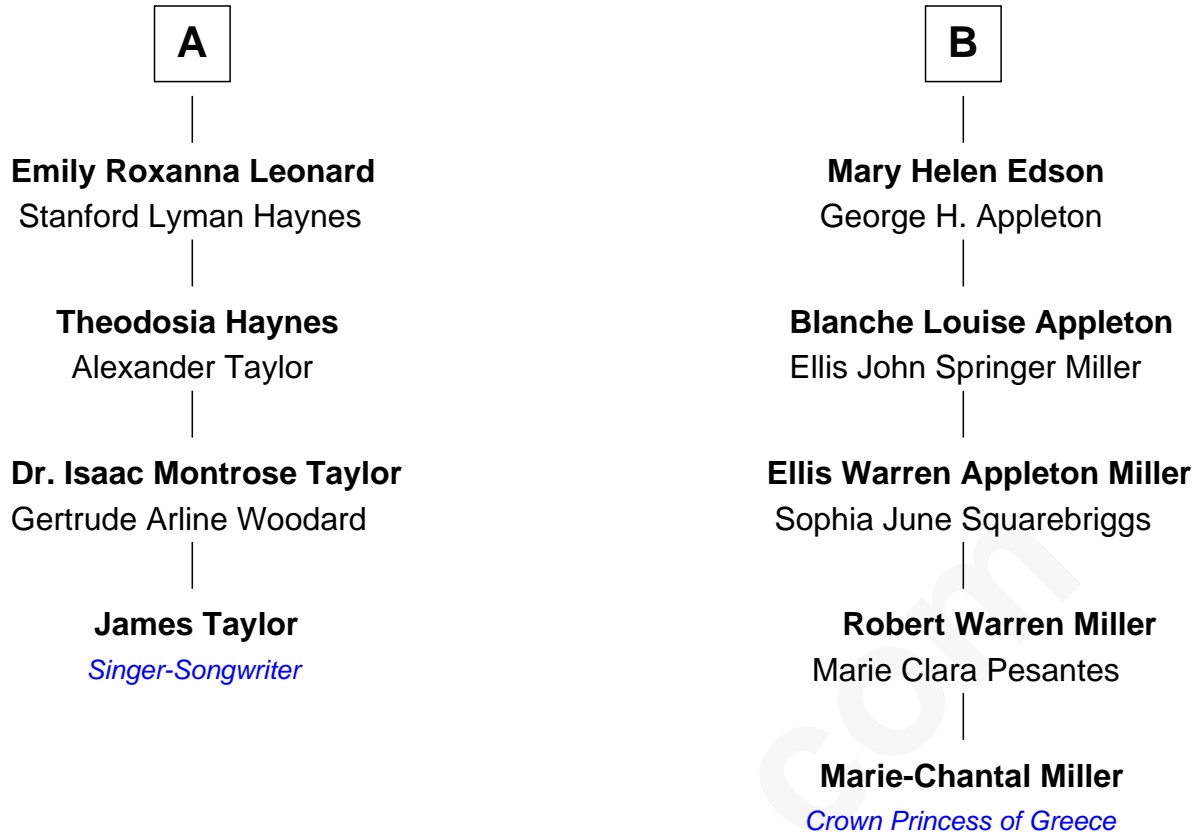 A
Emily Roxanna Leonard
Stanford Lyman Haynes
Theodosia Haynes
Alexander Taylor
Dr. Isaac Montrose Taylor
Gertrude Arline Woodard
James Taylor
Singer-Songwriter
B
Mary Helen Edson
George H. Appleton
Blanche Louise Appleton
Ellis John Springer Miller
Ellis Warren Appleton Miller
Sophia June Squarebriggs
Robert Warren Miller
Marie Clara Pesantes
Marie-Chantal Miller
Crown Princess of Greece
com